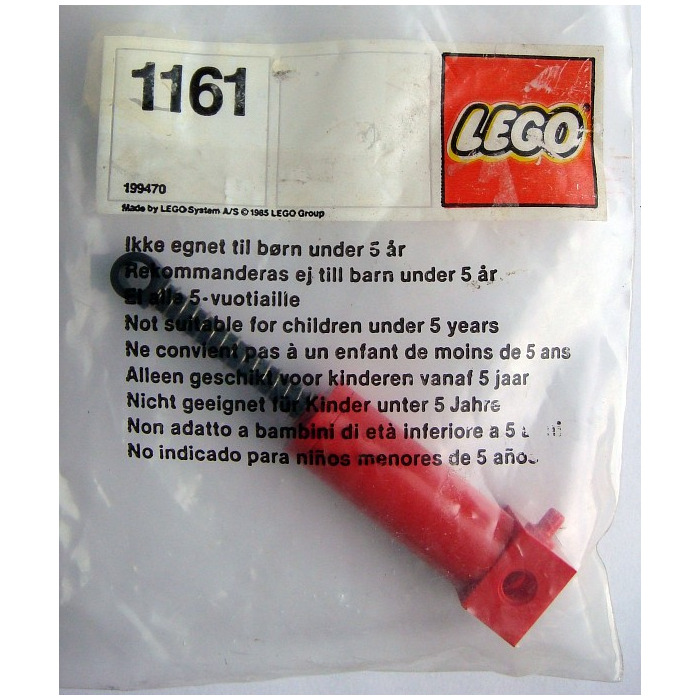 1161
LEGO
199470
Made by LEGO System A/S © 1985 LEGO Group
Ikke egnet til børn under 5 år
Rekommanderas ej till barn under 5 år
Ei alle 5-vuotiaille
Not suitable for children under 5 years
Ne convient pas à un enfant de moins de 5 ans
Alleen geschikt voor kinderen vanaf 5 jaar
Nicht geeignet für Kinder unter 5 Jahre
Non adatto a bambini di età inferiore a 5
No indicado para niños menores de 5 años.